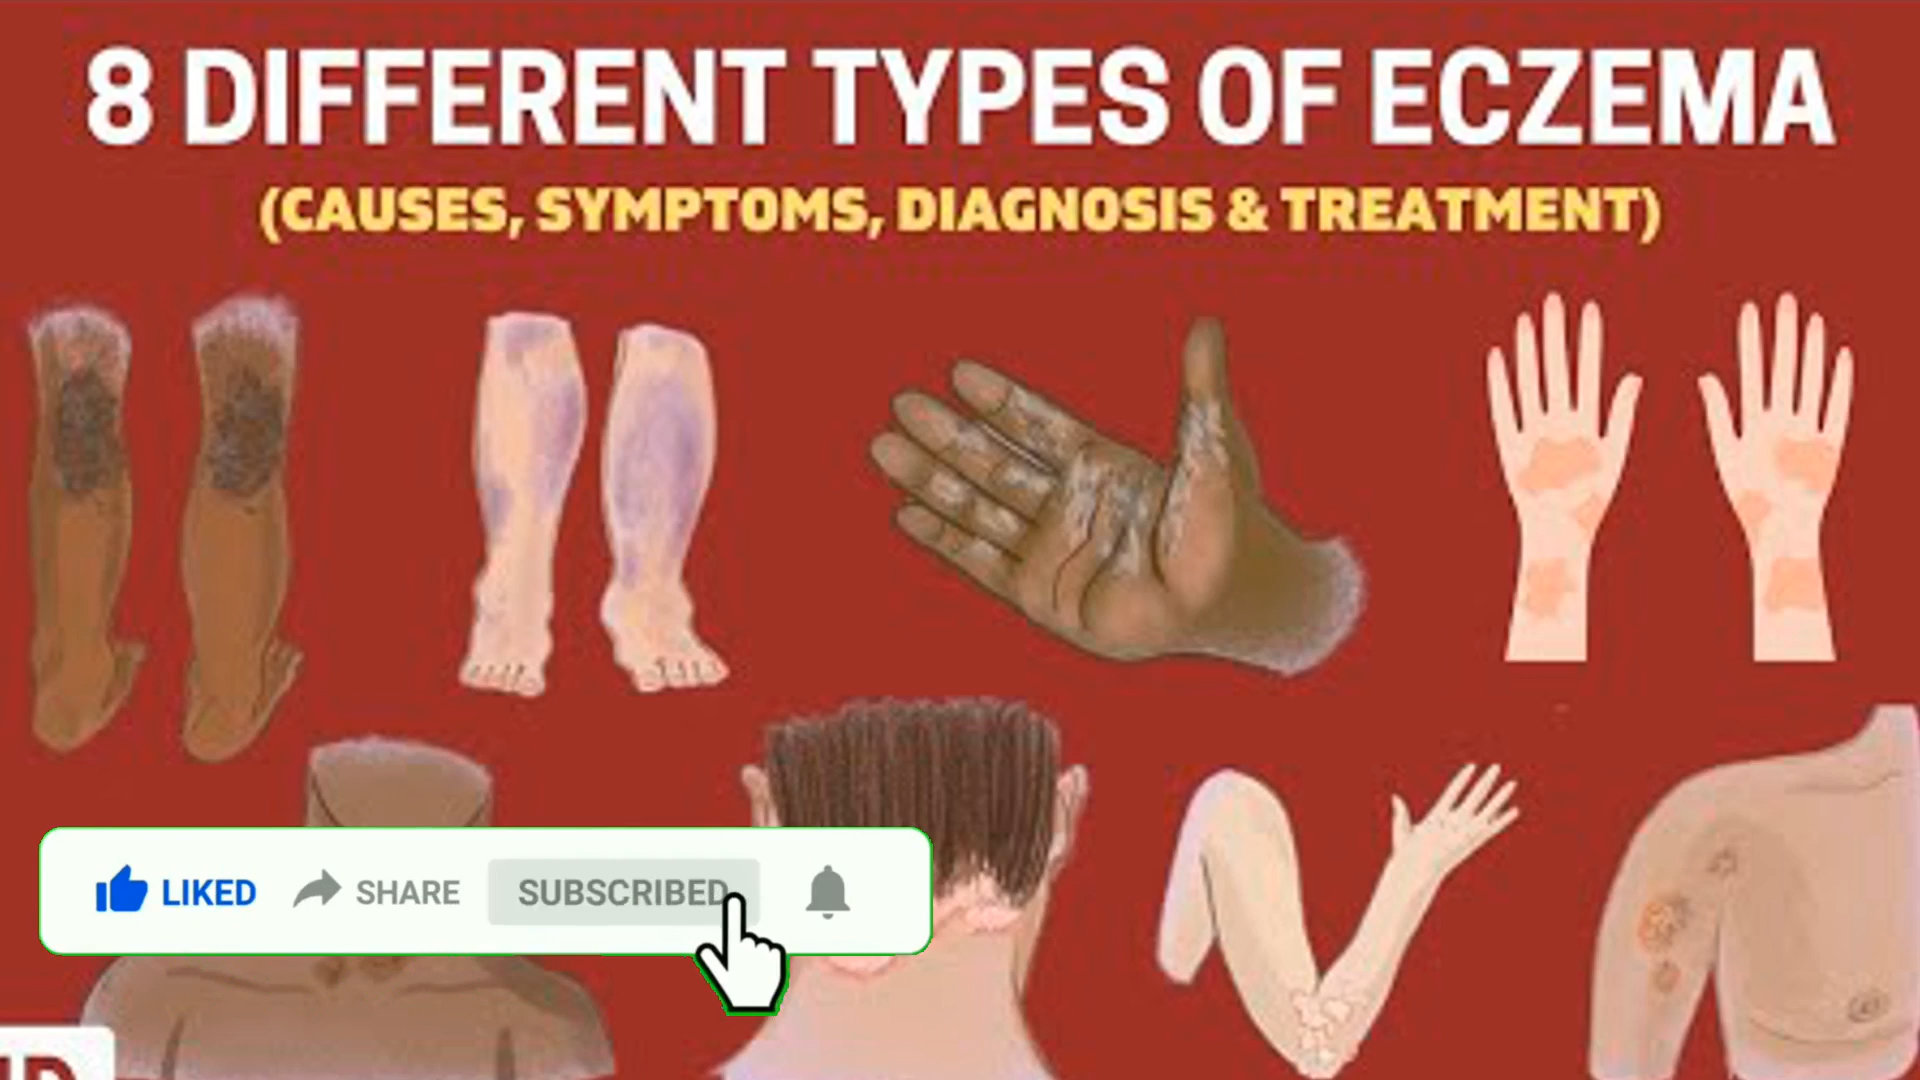 8 DIFFERENT TYPES OF ECZEMA
(CAUSES, SYMPTOMS, DIAGNOSIS & TREATMENT)
LIKED SHARE SUBSCRIBED